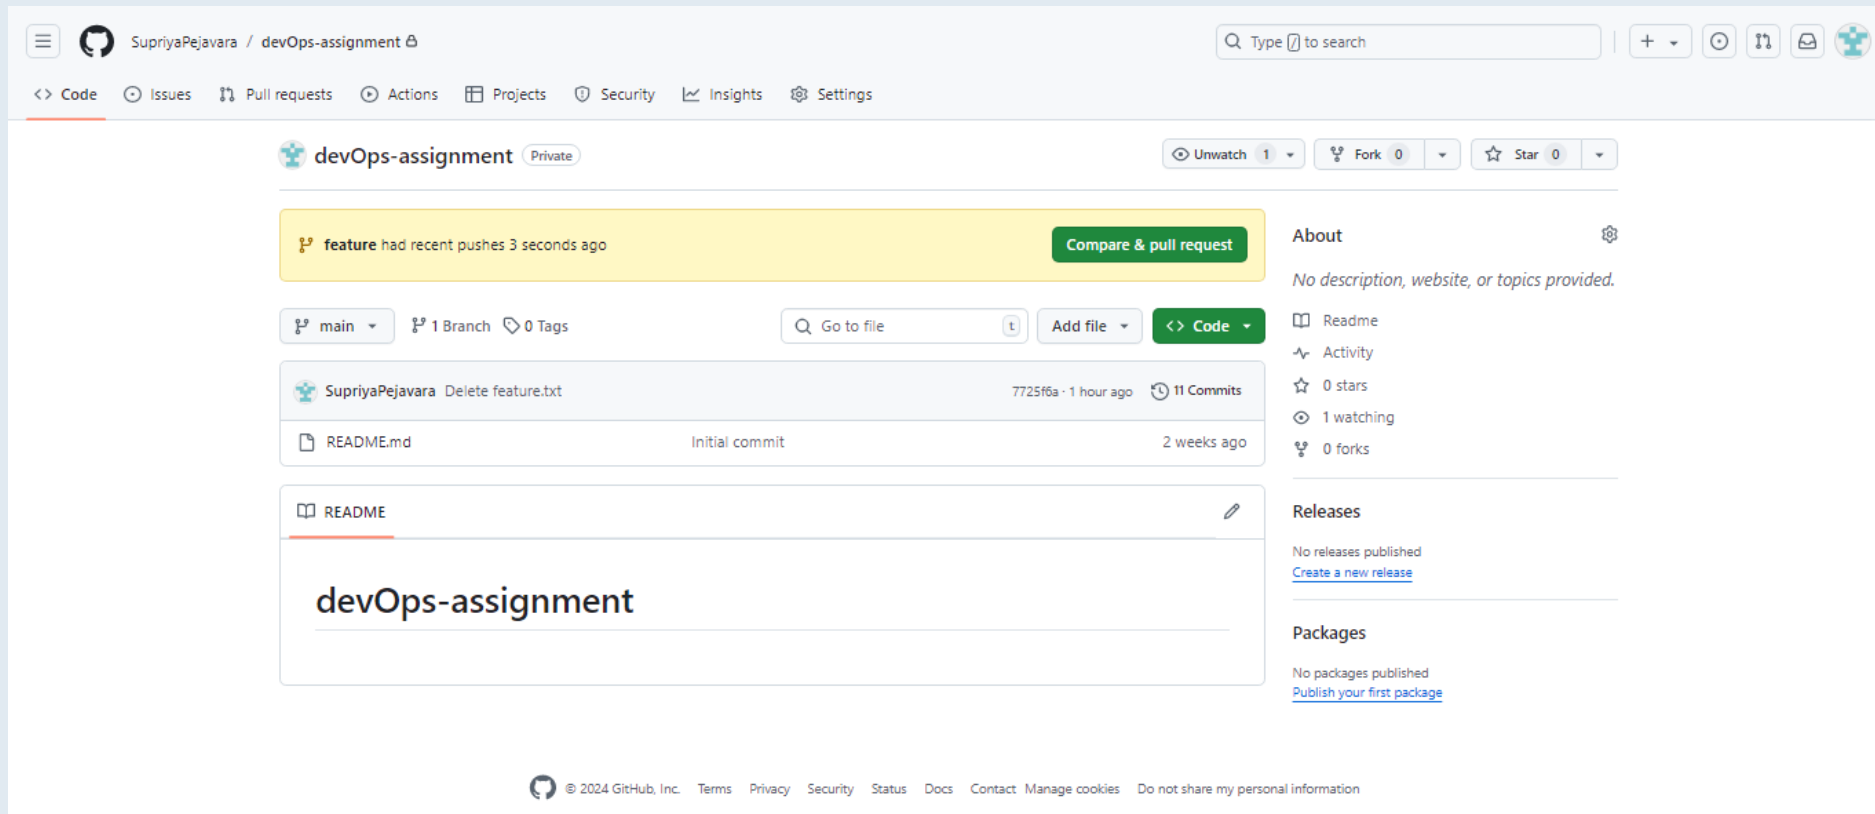 SupriyaPejavara / devOps-assignment
Type / to search
Code Issues Pull requests Actions Projects Security Insights Settings
devOps-assignment Private
Unwatch 1 Fork 0 Star 0
feature had recent pushes 3 seconds ago
Compare & pull request
main 1 Branch 0 Tags
Go to file t
Add file
Code
SupriyaPejavara Delete feature.txt 7725f6a · 1 hour ago 11 Commits
README.md Initial commit 2 weeks ago
README
devOps-assignment
About
No description, website, or topics provided.
Readme
Activity
0 stars
1 watching
0 forks
Releases
No releases published
Create a new release
Packages
No packages published
Publish your first package
© 2024 GitHub, Inc. Terms Privacy Security Status Docs Contact Manage cookies Do not share my personal information